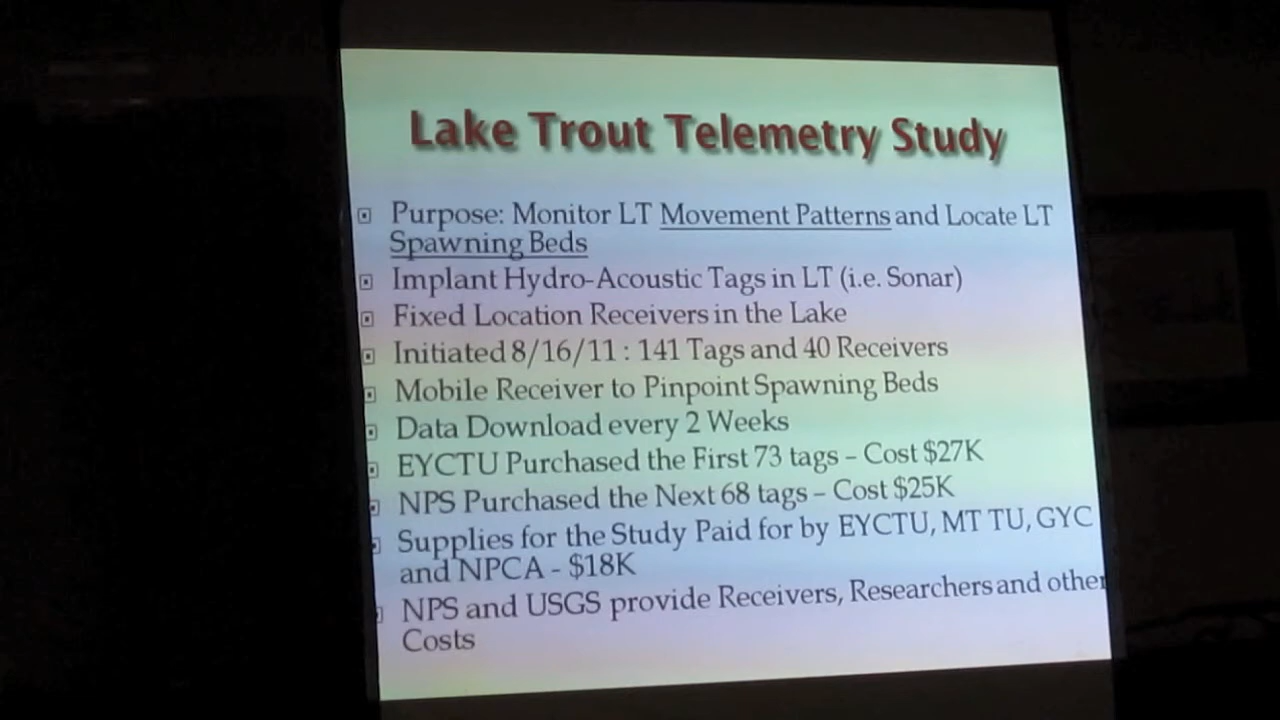 Lake Trout Telemetry Study
Purpose: Monitor LT Movement Patterns and Locate LT
Spawning Beds
Implant Hydro-Acoustic Tags in LT (i.e. Sonar)
Fixed Location Receivers in the Lake
Initiated 8/16/11 : 141 Tags and 40 Receivers
Mobile Receiver to Pinpoint Spawning Beds
Data Download every 2 Weeks
EYCTU Purchased the First 73 tags – Cost $27K
NPS Purchased the Next 68 tags – Cost $25K
Supplies for the Study Paid for by EYCTU, MT TU, GYC
and NPCA - $18K
NPS and USGS provide Receivers, Researchers and other
Costs